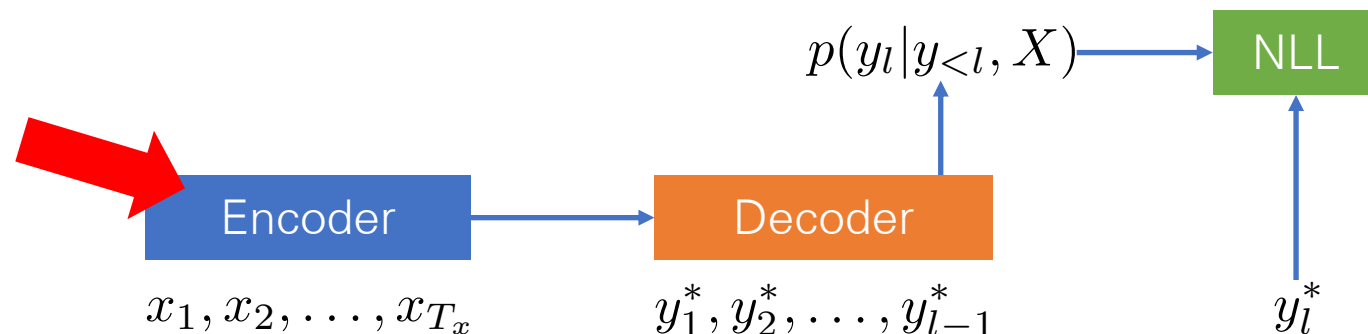 p(y_l|y_{<l}, X)
NLL
Encoder
Decoder
x_1, x_2, . . . , x_{T_x}
y_1^*, y_2^*, . . . , y_{l-1}^*
y_l^*